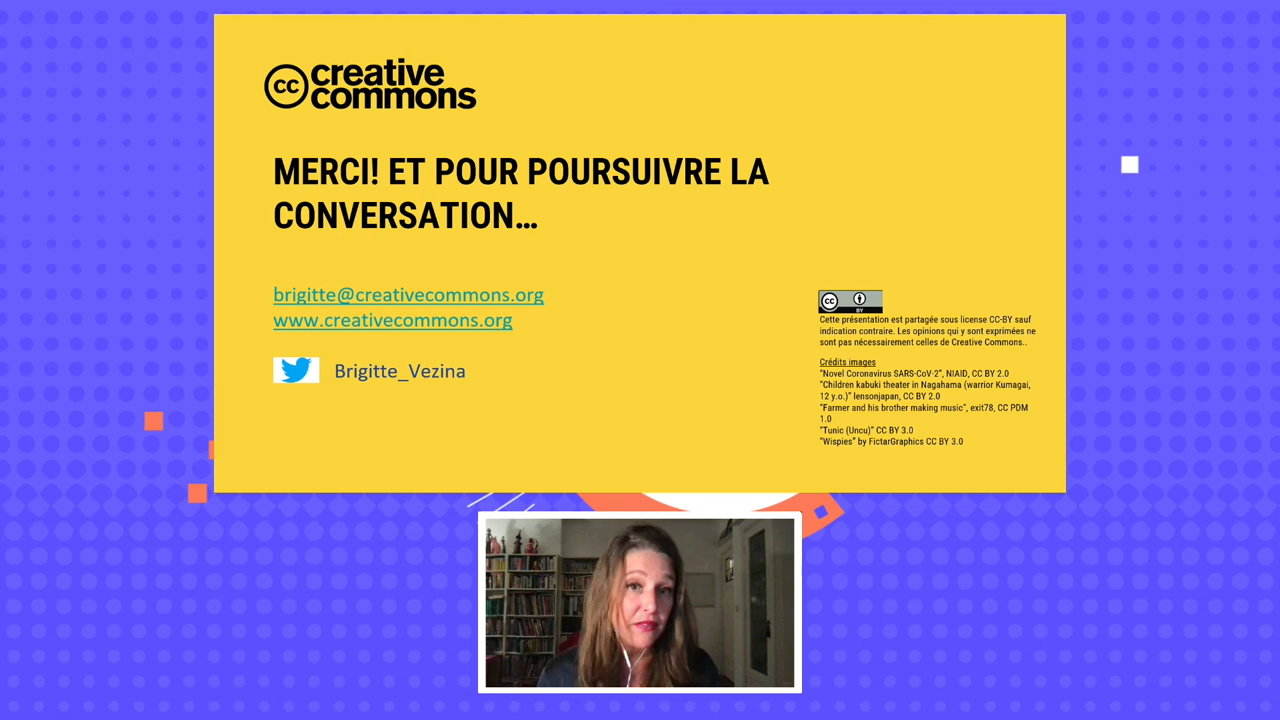 cc creative
commons
MERCI! ET POUR POURSUIVRE LA
CONVERSATION…
brigitte@creativecommons.org
www.creativecommons.org
Brigitte_Vezina
cc BY
Cette présentation est partagée sous license CC-BY sauf
indication contraire. Les opinions qui y sont exprimées ne
sont pas nécessairement celles de Creative Commons..
Crédits images
"Novel Coronavirus SARS-CoV-2", NIAID, CC BY 2.0
"Children kabuki theater in Nagahama (warrior Kumagai,
12 y.o.)" lensonjapan, CC BY 2.0
"Farmer and his brother making music", exit78, CC PDM
1.0
"Tunic (Uncu)" CC BY 3.0
"Wispies" by FictarGraphics CC BY 3.0